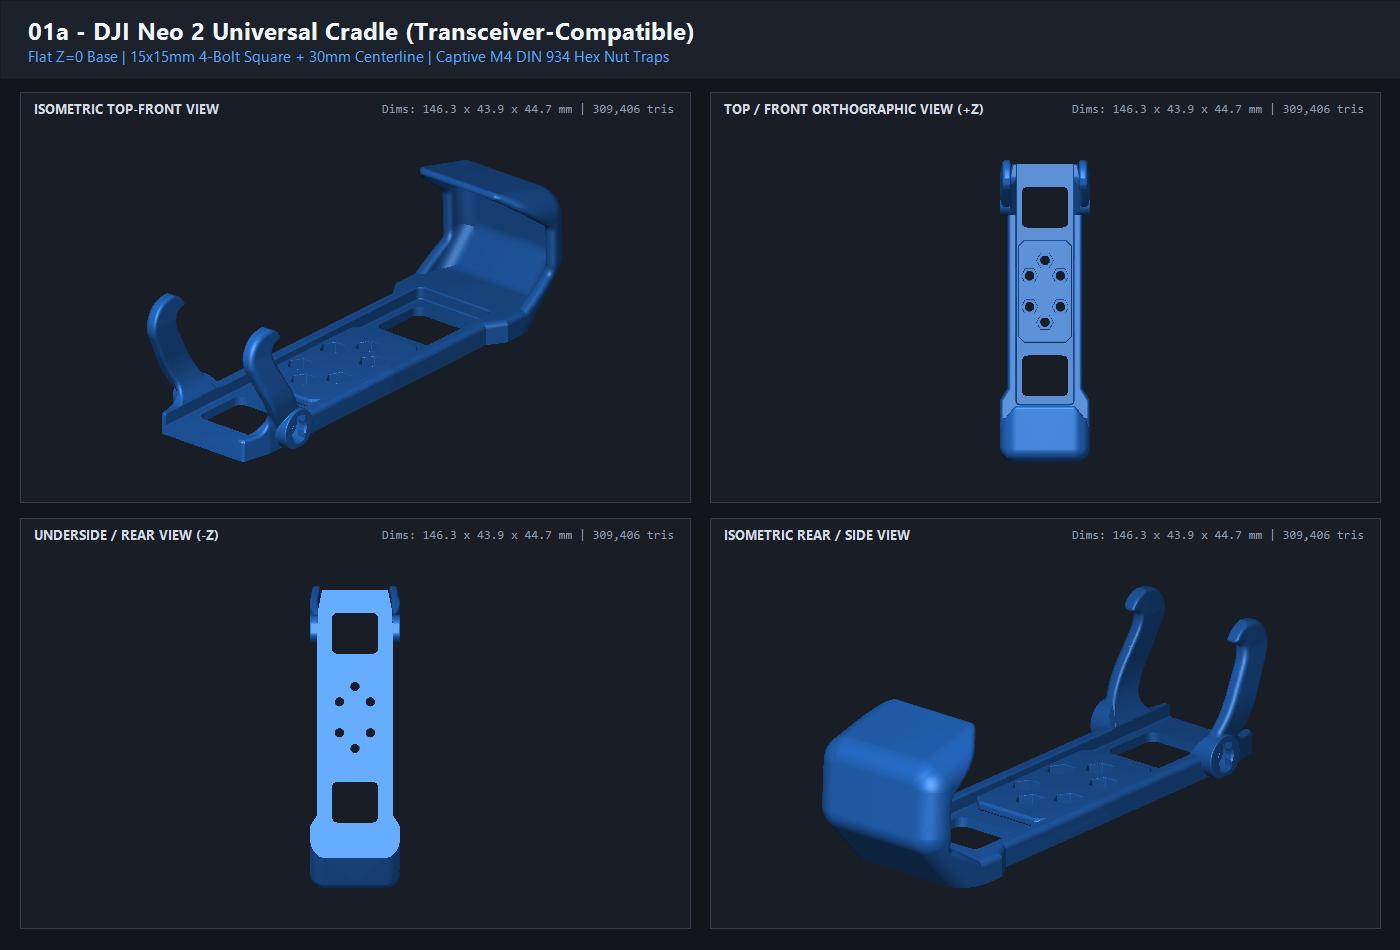 01a - DJI Neo 2 Universal Cradle (Transceiver-Compatible)
Flat Z=0 Base | 15x15mm 4-Bolt Square + 30mm Centerline | Captive M4 DIN 934 Hex Nut Traps
ISOMETRIC TOP-FRONT VIEW
Dims: 146.3 x 43.9 x 44.7 mm | 309,406 tris
TOP / FRONT ORTHOGRAPHIC VIEW (+Z)
Dims: 146.3 x 43.9 x 44.7 mm | 309,406 tris
UNDERSIDE / REAR VIEW (-Z)
Dims: 146.3 x 43.9 x 44.7 mm | 309,406 tris
ISOMETRIC REAR / SIDE VIEW
Dims: 146.3 x 43.9 x 44.7 mm | 309,406 tris